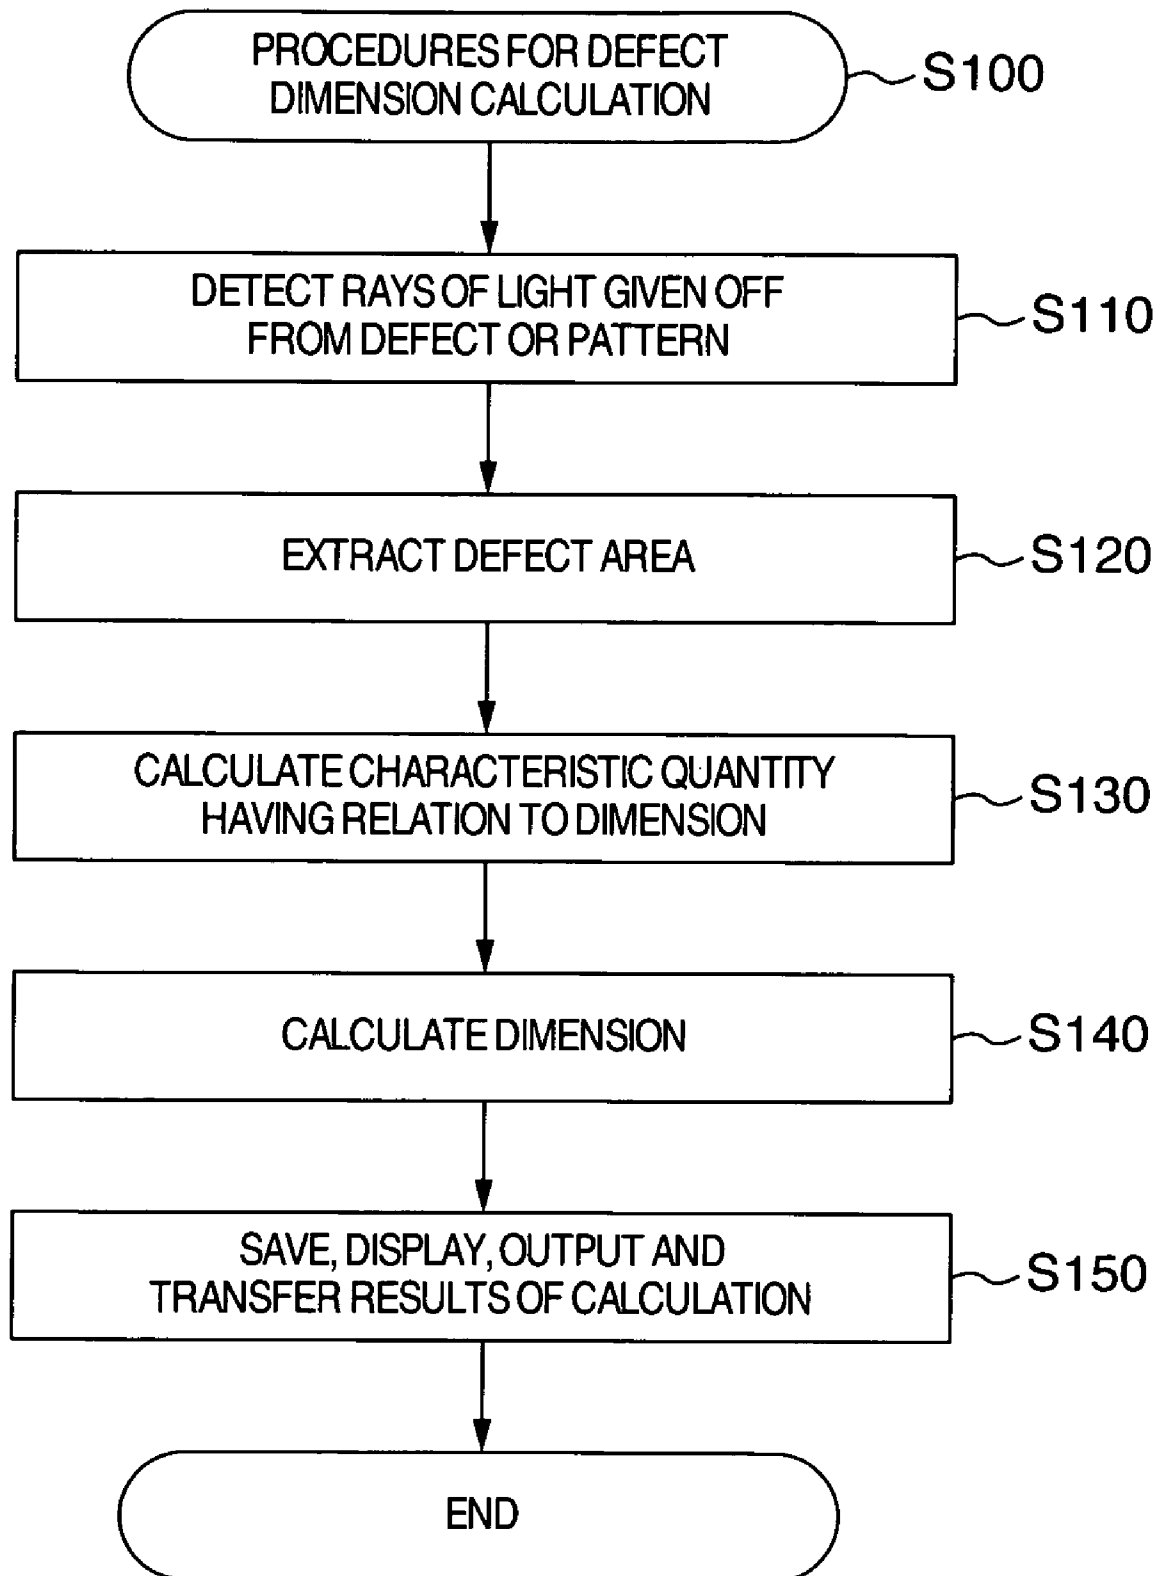 PROCEDURES FOR DEFECT
DIMENSION CALCULATION
S100
DETECT RAYS OF LIGHT GIVEN OFF
FROM DEFECT OR PATTERN
S110
EXTRACT DEFECT AREA
S120
CALCULATE CHARACTERISTIC QUANTITY
HAVING RELATION TO DIMENSION
S130
CALCULATE DIMENSION
S140
SAVE, DISPLAY, OUTPUT AND
TRANSFER RESULTS OF CALCULATION
S150
END